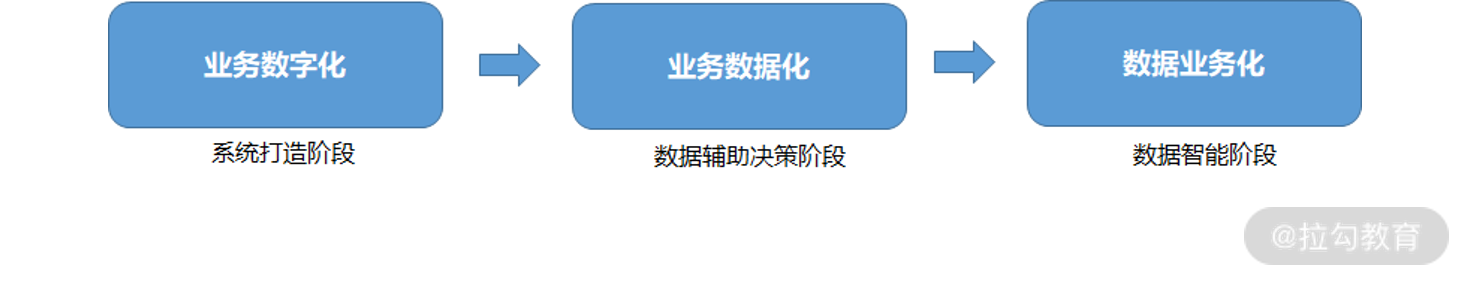 业务数字化
业务数据化
数据业务化
系统打造阶段
数据辅助决策阶段
数据智能阶段
@拉勾教育